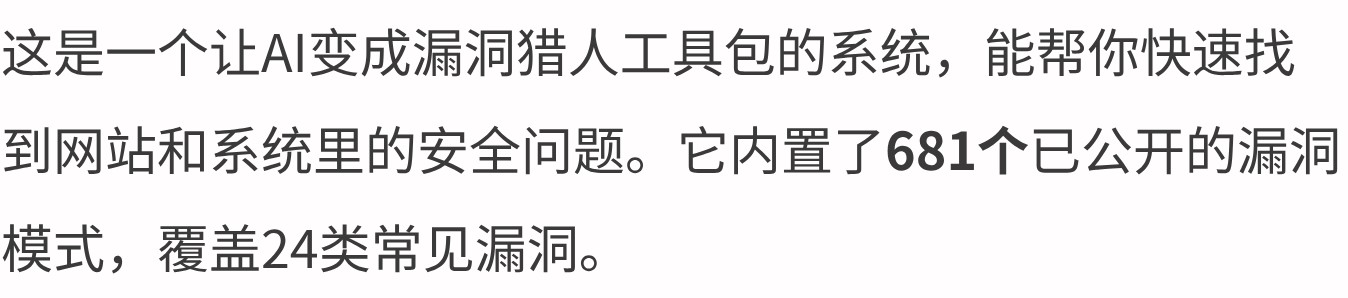 这是一个让AI变成漏洞猎人工具包的系统，能帮你快速找
到网站和系统里的安全问题。它内置了681个已公开的漏洞
模式，覆盖24类常见漏洞。